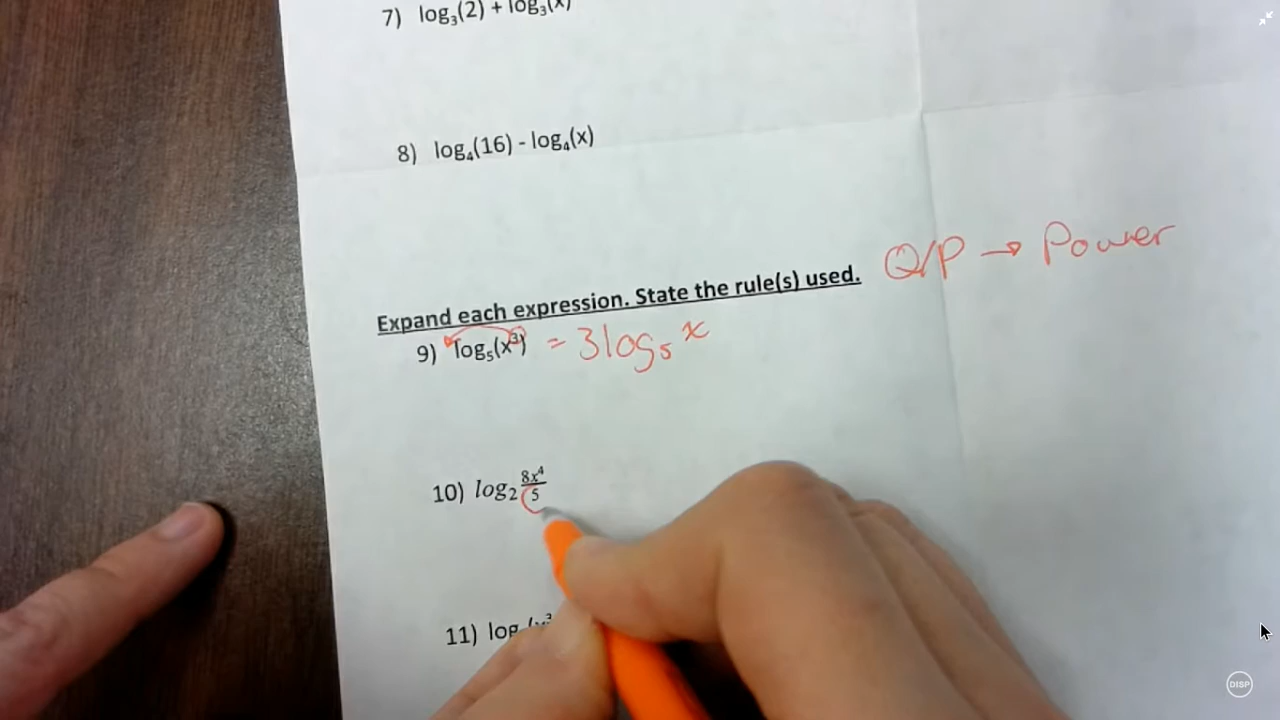 7) log₃(2) + log₃(x)
8) log₄(16) - log₄(x)
Q/P → Power
Expand each expression. State the rule(s) used.
9) log₅(x³) = 3log₅ x
10) log₂ 8x⁴/5
11) log
DISP